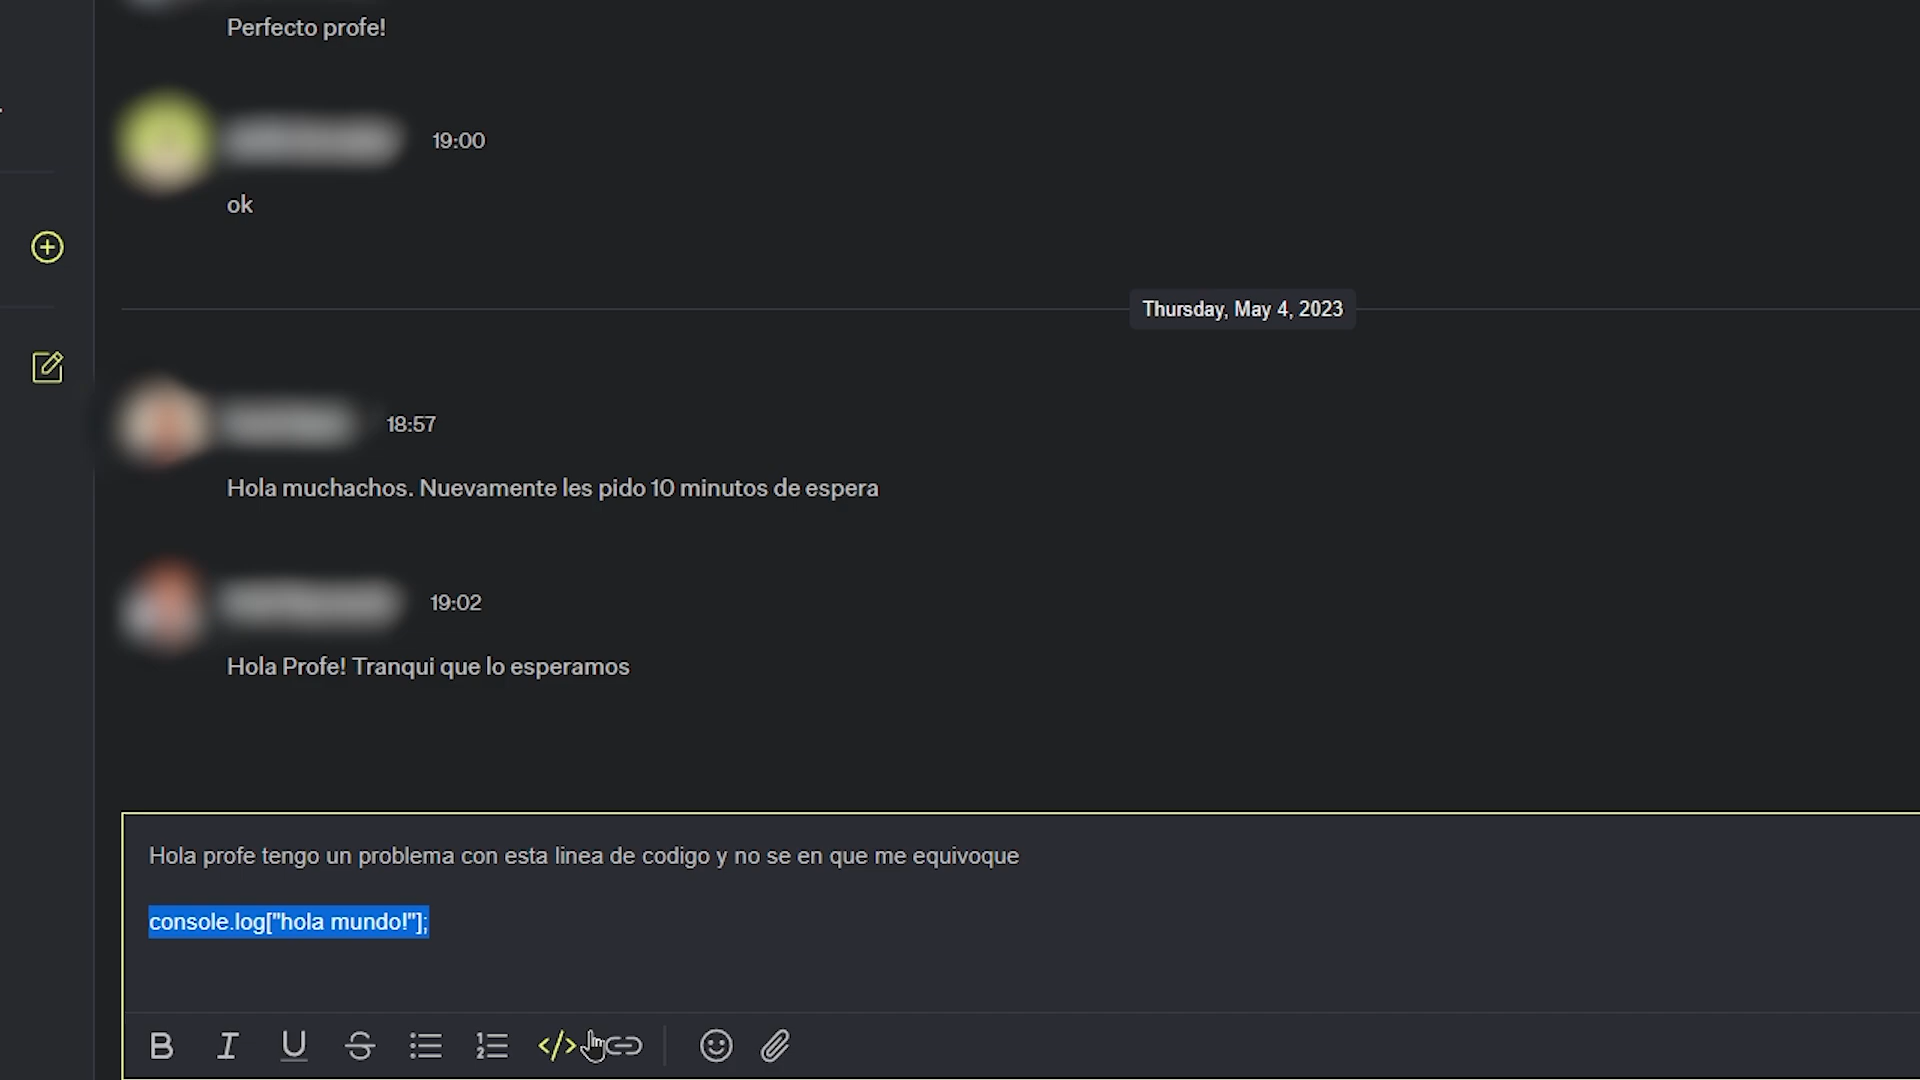 Perfecto profe!
19:00
ok
Thursday, May 4, 2023
18:57
Hola muchachos. Nuevamente les pido 10 minutos de espera
19:02
Hola Profe! Tranqui que lo esperamos
Hola profe tengo un problema con esta linea de codigo y no se en que me equivoque
console.log["hola mundo!"];